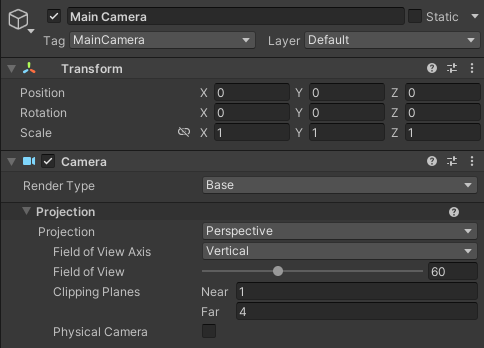 Main Camera Static
Tag MainCamera Layer Default
Transform
Position X 0 Y 0 Z 0
Rotation X 0 Y 0 Z 0
Scale X 1 Y 1 Z 1
Camera
Render Type Base
Projection
Projection Perspective
Field of View Axis Vertical
Field of View 60
Clipping Planes Near 1
Far 4
Physical Camera